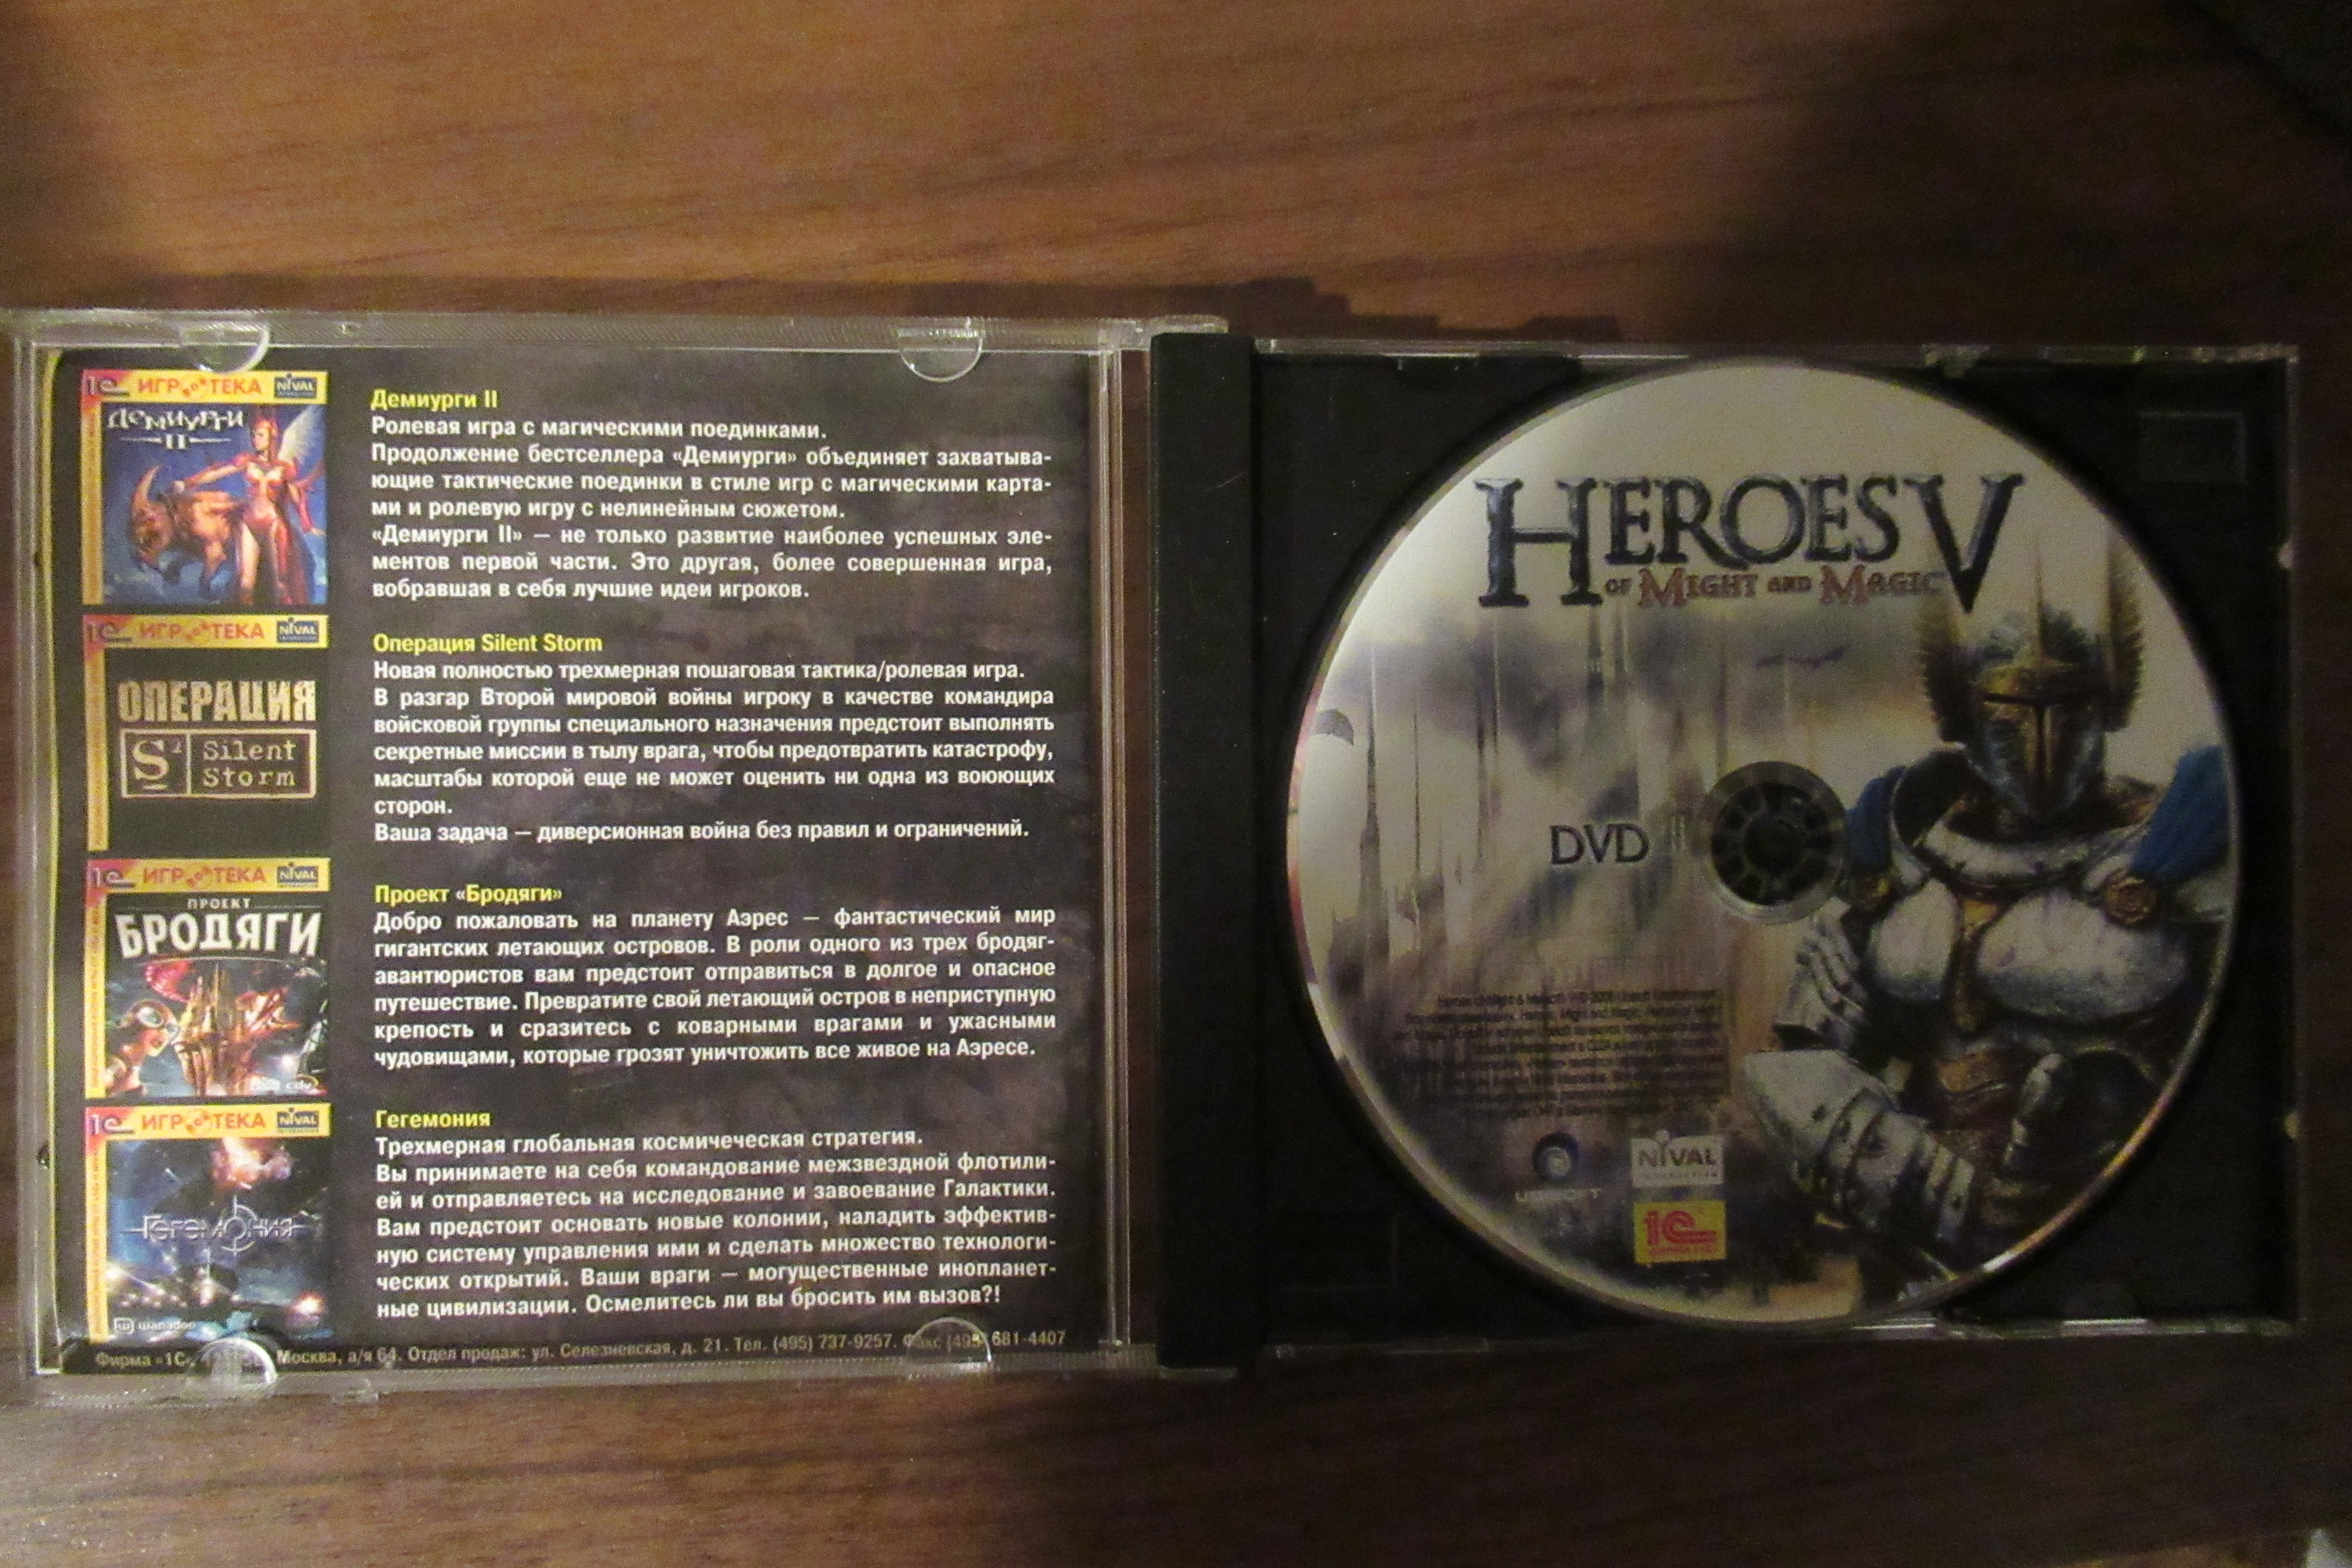 1С ИГРОТЕКА NIVAL
Демиурги
II
Демиурги II
Ролевая игра с магическими поединками.
Продолжение бестселлера «Демиурги» объединяет захватыва-
ющие тактические поединки в стиле игр с магическими карта-
ми и ролевую игру с нелинейным сюжетом.
«Демиурги II» — не только развитие наиболее успешных эле-
ментов первой части. Это другая, более совершенная игра,
вобравшая в себя лучшие идеи игроков.
1С ИГРОТЕКА NIVAL
ОПЕРАЦИЯ
S² Silent
Storm
Операция Silent Storm
Новая полностью трехмерная пошаговая тактика/ролевая игра.
В разгар Второй мировой войны игроку в качестве командира
войсковой группы специального назначения предстоит выполнять
секретные миссии в тылу врага, чтобы предотвратить катастрофу,
масштабы которой еще не может оценить ни одна из воюющих
сторон.
Ваша задача — диверсионная война без правил и ограничений.
1С ИГРОТЕКА NIVAL
ПРОЕКТ
БРОДЯГИ
cdv
Проект «Бродяги»
Добро пожаловать на планету Аэрес — фантастический мир
гигантских летающих островов. В роли одного из трех бродяг-
авантюристов вам предстоит отправиться в долгое и опасное
путешествие. Превратите свой летающий остров в неприступную
крепость и сразитесь с коварными врагами и ужасными
чудовищами, которые грозят уничтожить все живое на Аэресе.
1С ИГРОТЕКА NIVAL
Гегемония
wanadoo
Гегемония
Трехмерная глобальная космичеческая стратегия.
Вы принимаете на себя командование межзвездной флотили-
ей и отправляетесь на исследование и завоевание Галактики.
Вам предстоит основать новые колонии, наладить эффектив-
ную систему управления ими и сделать множество технологи-
ческих открытий. Ваши враги — могущественные инопланет-
ные цивилизации. Осмелитесь ли вы бросить им вызов?!
Фирма «1С» Москва, а/я 64. Отдел продаж: ул. Селезневская, д. 21. Тел. (495) 737-9257. Факс (495) 681-4407
HEROES V
OF MIGHT AND MAGIC
DVD
UBISOFT
NIVAL
INTERACTIVE
1С